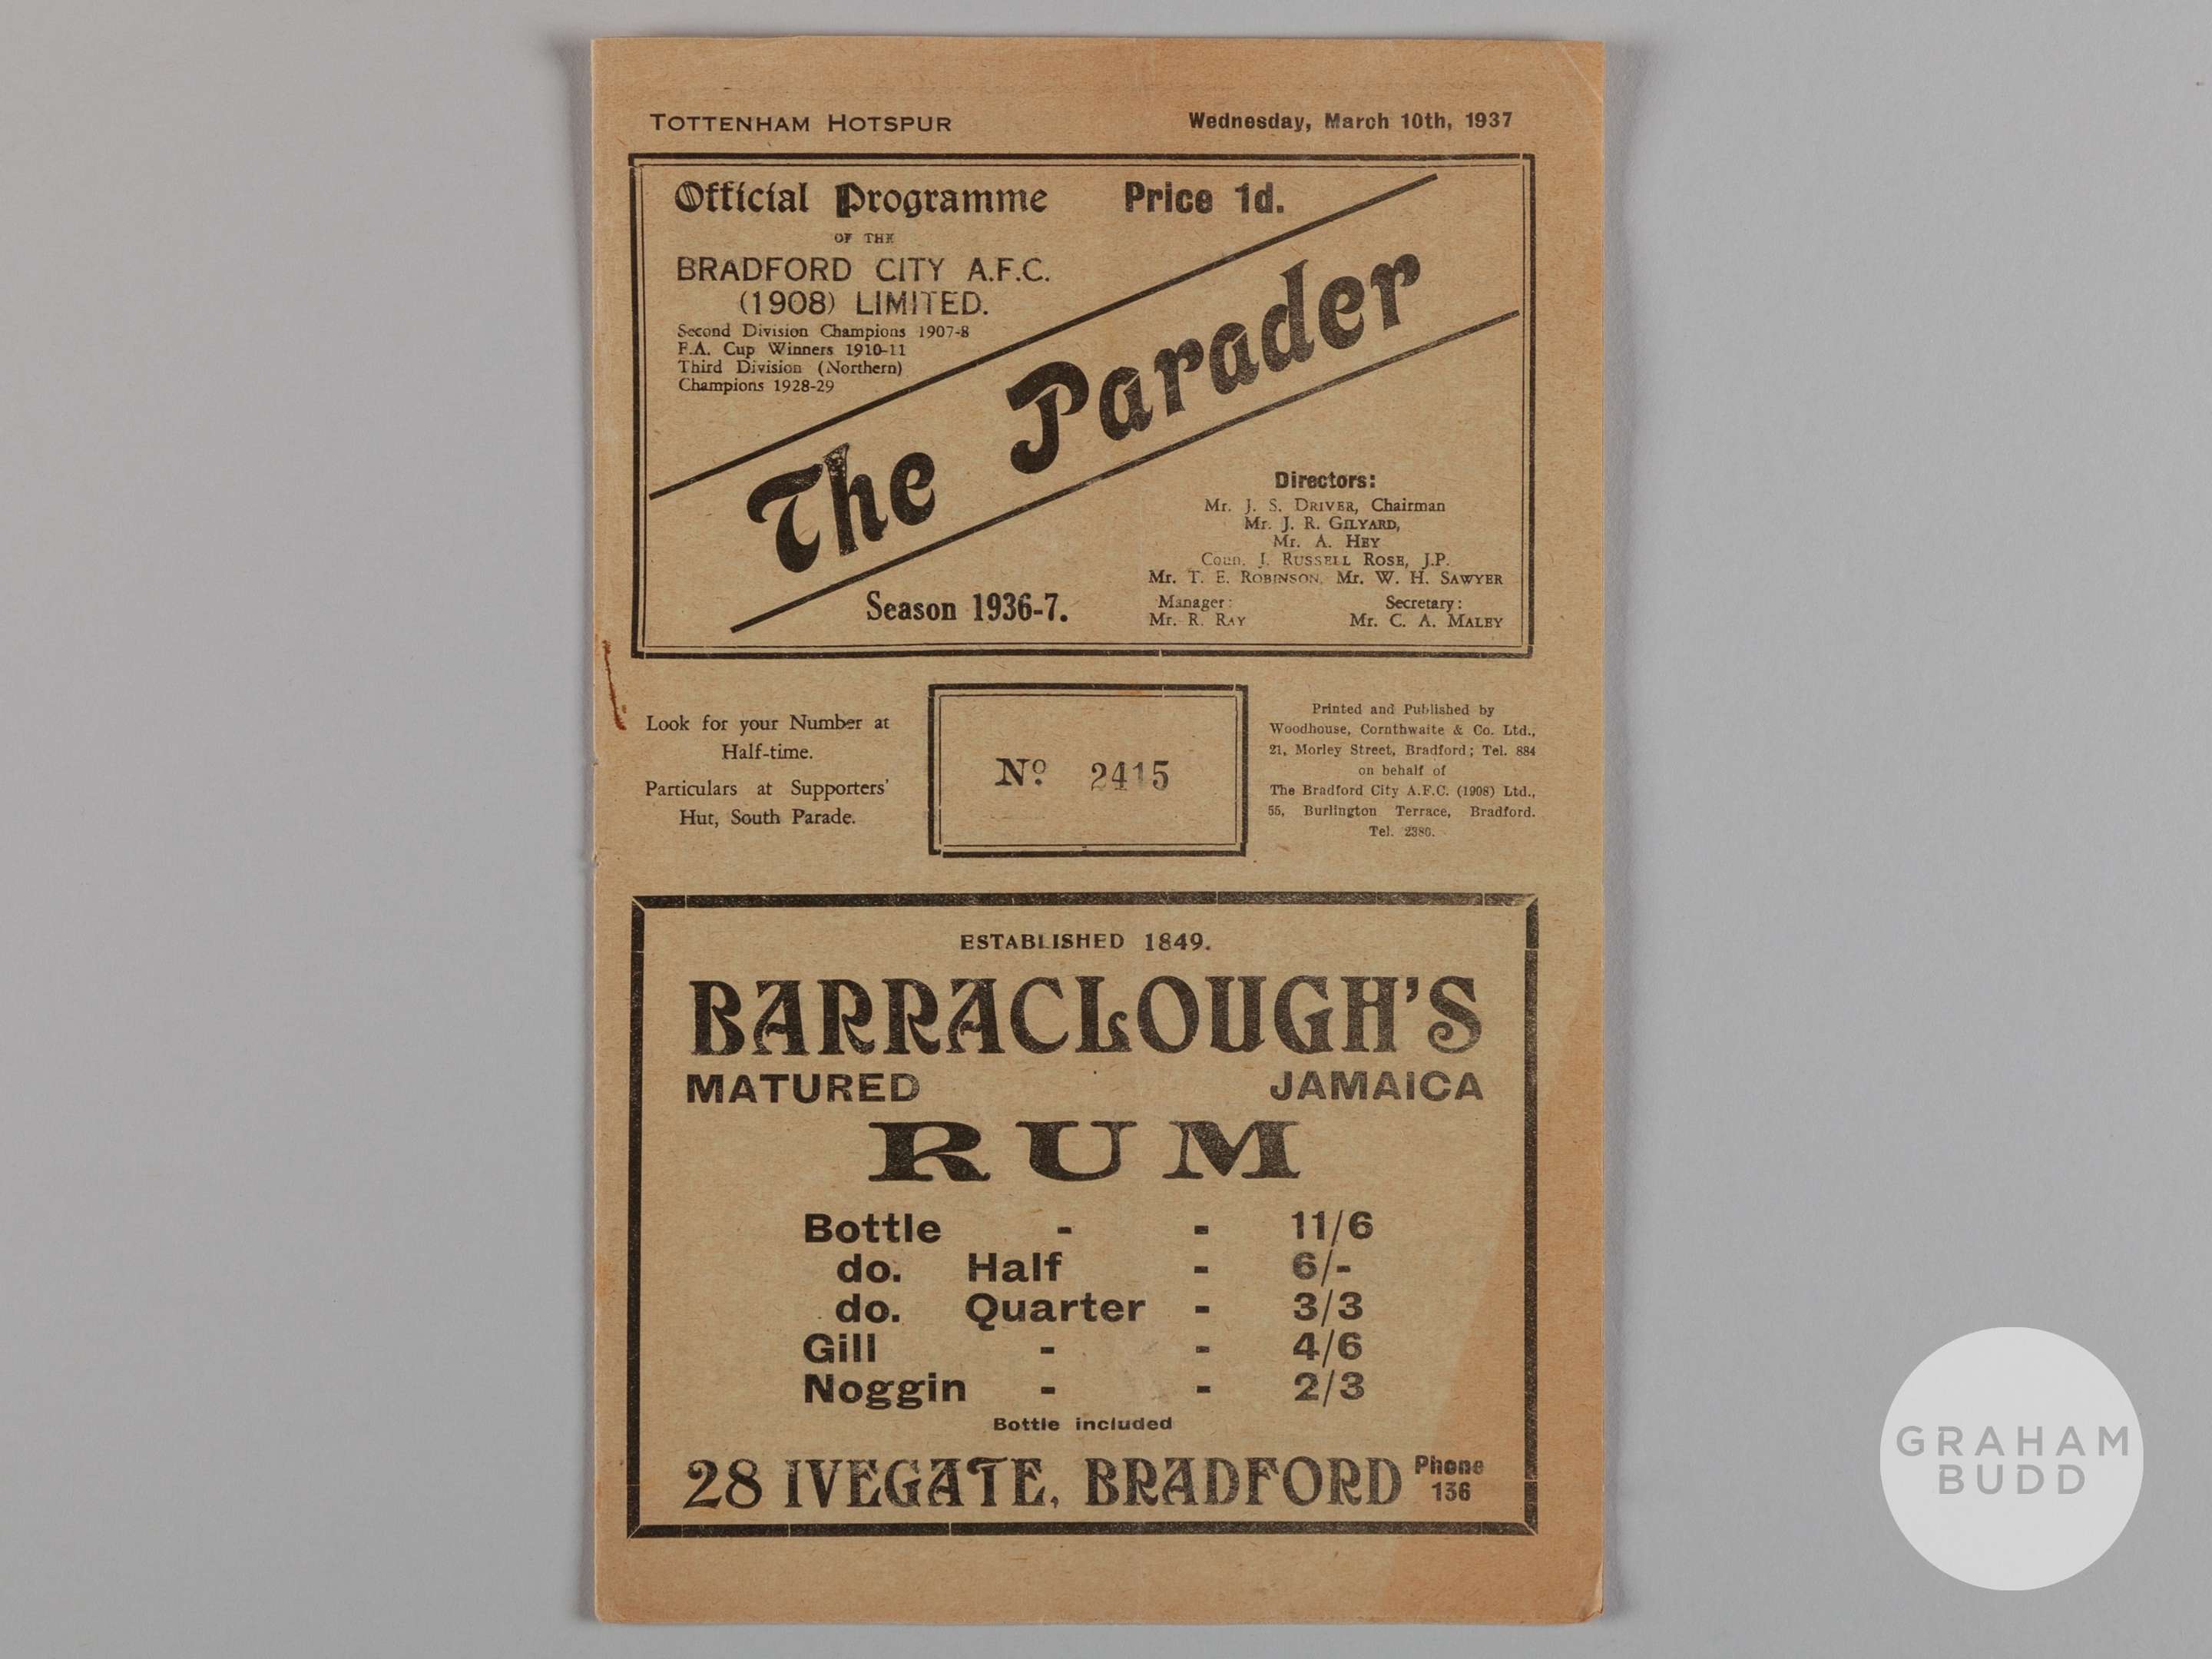 TOTTENHAM HOTSPUR Wednesday, March 10th, 1937
Official Programme Price 1d.
OF THE
BRADFORD CITY A.F.C.
(1908) LIMITED.
Second Division Champions 1907-8
F.A. Cup Winners 1910-11
Third Division (Northern)
Champions 1928-29
The Parader
Directors:
Mr. J. S. DRIVER, Chairman
Mr. J. R. GILYARD,
Mr. A. HEY
Coun. J. RUSSELL ROSE, J.P.
Mr. T. E. ROBINSON, Mr. W. H. SAWYER
Manager: Secretary:
Mr. R. RAY Mr. C. A. MALEY
Season 1936-7.
Look for your Number at
Half-time.
Particulars at Supporters'
Hut, South Parade.
Nº 2415
Printed and Published by
Woodhouse, Cornthwaite & Co. Ltd.,
21, Morley Street, Bradford; Tel. 884
on behalf of
The Bradford City A.F.C. (1908) Ltd.,
55, Burlington Terrace, Bradford.
Tel. 2380.
ESTABLISHED 1849.
BARRACLOUGH'S
MATURED JAMAICA
RUM
Bottle - - 11/6
do. Half - 6/-
do. Quarter - 3/3
Gill - - 4/6
Noggin - - 2/3
Bottle included
28 IVEGATE, BRADFORD Phone 136
GRAHAM
BUDD